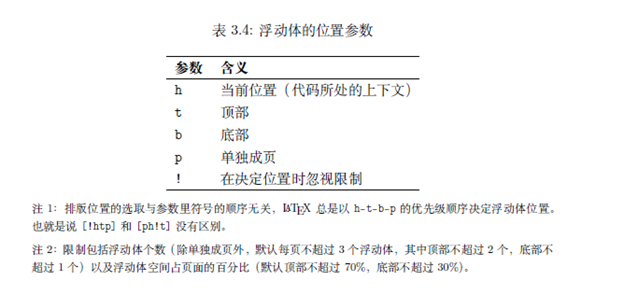 表 3.4: 浮动体的位置参数
参数 含义
h 当前位置（代码所处的上下文）
t 顶部
b 底部
p 单独成页
! 在决定位置时忽视限制
注 1：排版位置的选取与参数里符号的顺序无关，LATEX 总是以 h-t-b-p 的优先级顺序决定浮动体位置。
也就是说 [!htp] 和 [ph!t] 没有区别。
注 2：限制包括浮动体个数（除单独成页外，默认每页不超过 3 个浮动体，其中顶部不超过 2 个，底部不
超过 1 个）以及浮动体空间占页面的百分比（默认顶部不超过 70%，底部不超过 30%）。